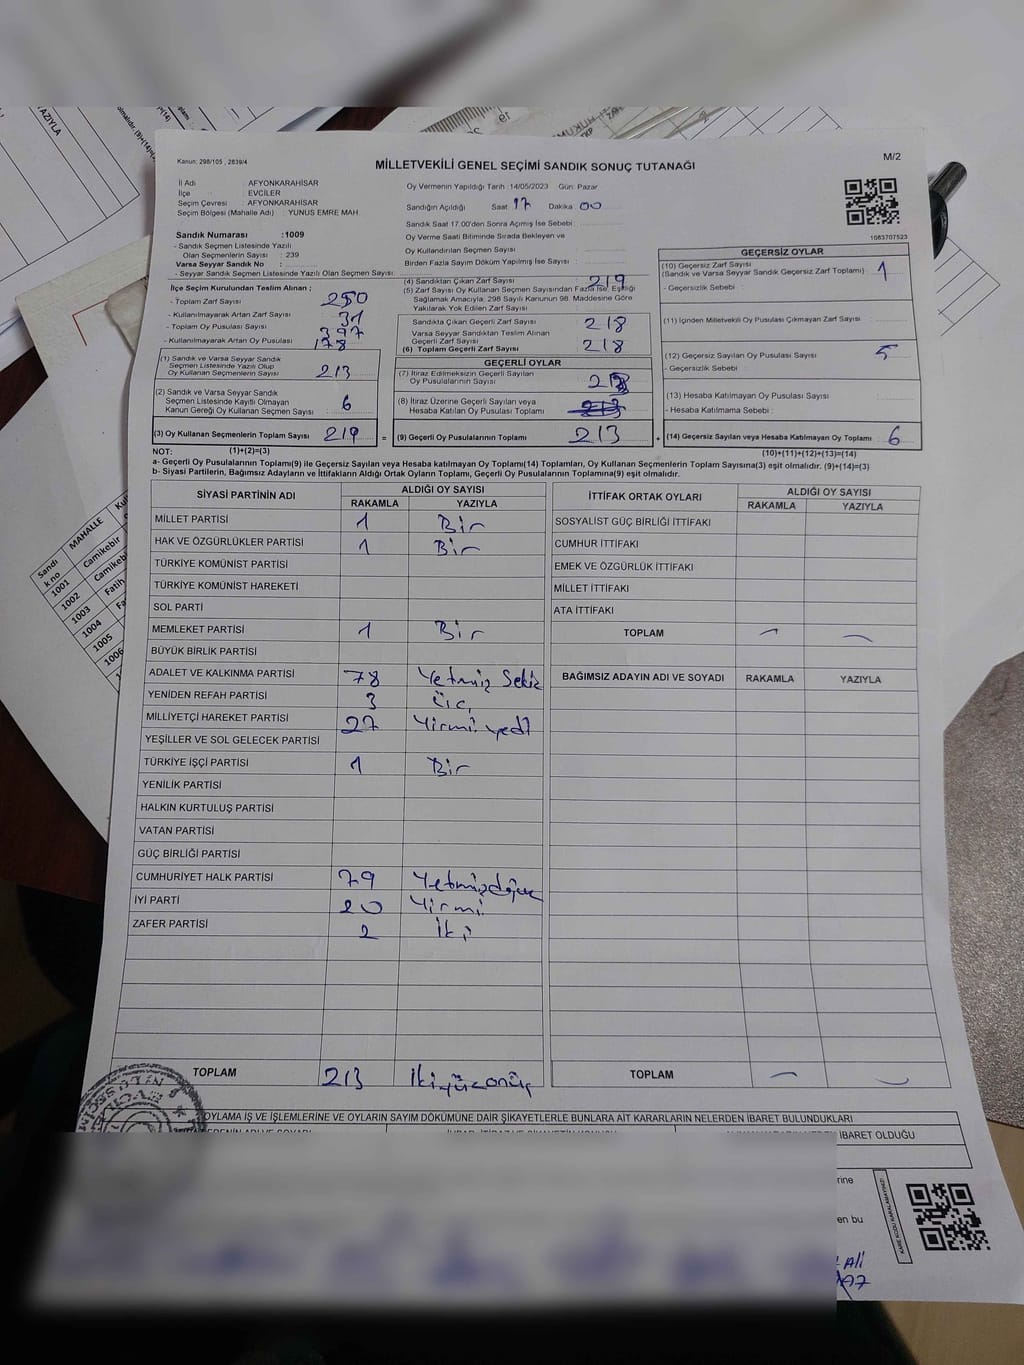 AZIYLA
Kanun: 298/105 , 2839/4
MİLLETVEKİLİ GENEL SEÇİMİ SANDIK SONUÇ TUTANAĞI
M/2
İl Adı : AFYONKARAHİSAR
İlçe : EVCİLER
Seçim Çevresi : AFYONKARAHİSAR
Seçim Bölgesi (Mahalle Adı) : YUNUS EMRE MAH.
Oy Vermenin Yapıldığı Tarih :14/05/2023 Gün: Pazar
Sandığın Açıldığı Saat 17 Dakika 00
Sandık Saat 17.00'den Sonra Açılmış İse Sebebi :
Oy Verme Saati Bitiminde Sırada Bekleyen ve
Oy Kullandırılan Seçmen Sayısı :
Birden Fazla Sayım Döküm Yapılmış İse Sayısı :
1083707523
Sandık Numarası :1009
- Sandık Seçmen Listesinde Yazılı
Olan Seçmenlerin Sayısı : 239
Varsa Seyyar Sandık No :
- Seyyar Sandık Seçmen Listesinde Yazılı Olan Seçmen Sayısı:
İlçe Seçim Kurulundan Teslim Alınan ;
- Toplam Zarf Sayısı : 250
- Kullanılmayarak Artan Zarf Sayısı : 31
- Toplam Oy Pusulası Sayısı : 397
- Kullanılmayarak Artan Oy Pusulası : 178
(1) Sandık ve Varsa Seyyar Sandık
Seçmen Listesinde Yazılı Olup
Oy Kullanan Seçmenlerin Sayısı : 213
(2) Sandık ve Varsa Seyyar Sandık
Seçmen Listesinde Kayıtlı Olmayan
Kanun Gereği Oy Kullanan Seçmen Sayısı : 6
(3) Oy Kullanan Seçmenlerin Toplam Sayısı : 219
(4) Sandıktan Çıkan Zarf Sayısı : 219
(5) Zarf Sayısı Oy Kullanan Seçmen Sayısından Fazla İse, Eşitliği
Sağlamak Amacıyla; 298 Sayılı Kanunun 98. Maddesine Göre
Yakılarak Yok Edilen Zarf Sayısı :
Sandıkta Çıkan Geçerli Zarf Sayısı : 218
Varsa Seyyar Sandıktan Teslim Alınan
Geçerli Zarf Sayısı :
(6) Toplam Geçerli Zarf Sayısı : 218
GEÇERLİ OYLAR
(7) İtiraz Edilmeksizin Geçerli Sayılan
Oy Pusulalarının Sayısı :
(8) İtiraz Üzerine Geçerli Sayılan veya
Hesaba Katılan Oy Pusulası Toplamı :
= (9) Geçerli Oy Pusulalarının Toplamı : 213
GEÇERSİZ OYLAR
(10) Geçersiz Zarf Sayısı
(Sandık ve Varsa Seyyar Sandık Geçersiz Zarf Toplamı) : 1
- Geçersizlik Sebebi :
(11) İçinden Milletvekili Oy Pusulası Çıkmayan Zarf Sayısı :
(12) Geçersiz Sayılan Oy Pusulası Sayısı : 5
- Geçersizlik Sebebi :
(13) Hesaba Katılmayan Oy Pusulası Sayısı :
- Hesaba Katılmama Sebebi :
+ (14) Geçersiz Sayılan veya Hesaba Katılmayan Oy Toplamı : 6
NOT: (1)+(2)=(3) (10)+(11)+(12)+(13)=(14)
a- Geçerli Oy Pusulalarının Toplamı(9) ile Geçersiz Sayılan veya Hesaba katılmayan Oy Toplamı(14) Toplamları, Oy Kullanan Seçmenlerin Toplam Sayısına(3) eşit olmalıdır. (9)+(14)=(3)
b- Siyasi Partilerin, Bağımsız Adayların ve İttifakların Aldığı Ortak Oyların Toplamı, Geçerli Oy Pusulalarının Toplamına(9) eşit olmalıdır.
SİYASİ PARTİNİN ADI ALDIĞI OY SAYISI
RAKAMLA YAZIYLA
MİLLET PARTİSİ 1 Bir
HAK VE ÖZGÜRLÜKLER PARTİSİ 1 Bir
TÜRKİYE KOMÜNİST PARTİSİ
TÜRKİYE KOMÜNİST HAREKETİ
SOL PARTİ
MEMLEKET PARTİSİ 1 Bir
BÜYÜK BİRLİK PARTİSİ
ADALET VE KALKINMA PARTİSİ 78 Yetmiş Sekiz
YENİDEN REFAH PARTİSİ 3 üç
MİLLİYETÇİ HAREKET PARTİSİ 27 Yirmi yedi
YEŞİLLER VE SOL GELECEK PARTİSİ
TÜRKİYE İŞÇİ PARTİSİ 1 Bir
YENİLİK PARTİSİ
HALKIN KURTULUŞ PARTİSİ
VATAN PARTİSİ
GÜÇ BİRLİĞİ PARTİSİ
CUMHURİYET HALK PARTİSİ 79 Yetmişdoğuz
İYİ PARTİ 20 Yirmi
ZAFER PARTİSİ 2 İki
TOPLAM 213 İkiyüzonüç
İTTİFAK ORTAK OYLARI ALDIĞI OY SAYISI
RAKAMLA YAZIYLA
SOSYALİST GÜÇ BİRLİĞİ İTTİFAKI
CUMHUR İTTİFAKI
EMEK VE ÖZGÜRLÜK İTTİFAKI
MİLLET İTTİFAKI
ATA İTTİFAKI
TOPLAM — —
BAĞIMSIZ ADAYIN ADI VE SOYADI RAKAMLA YAZIYLA
TOPLAM — —
OYLAMA İŞ VE İŞLEMLERİNE VE OYLARIN SAYIM DÖKÜMÜNE DAİR ŞİKAYETLERLE BUNLARA AİT KARARLARIN NELERDEN İBARET BULUNDUKLARI
İBARET OLDUĞU
rine
en bu
KARE KODU KARALAMAYINIZ!
Ali
Sandı
k no
MAHALLE
1001 Camikebir
1002 Camikebi
1003 Fatih
1004
1005
1006